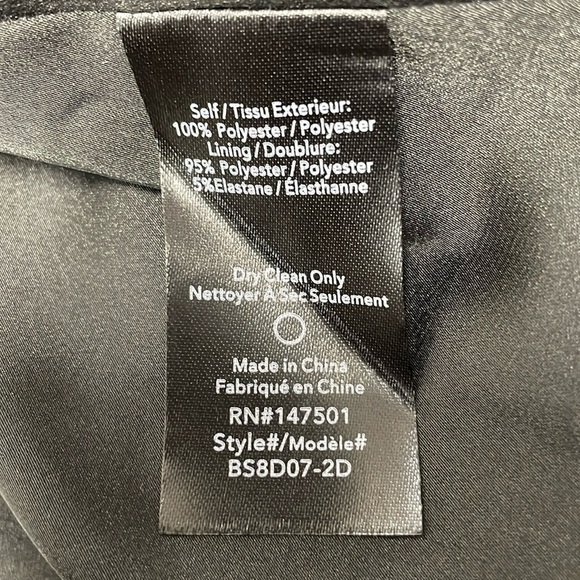 Self / Tissu Exterieur:
100% Polyester / Polyester
Lining / Doublure:
95% Polyester / Polyester
5%Elastane / Élasthanne
Dry Clean Only
Nettoyer À Sec Seulement
Made in China
Fabriqué en Chine
RN#147501
Style#/Modèle#
BS8D07-2D